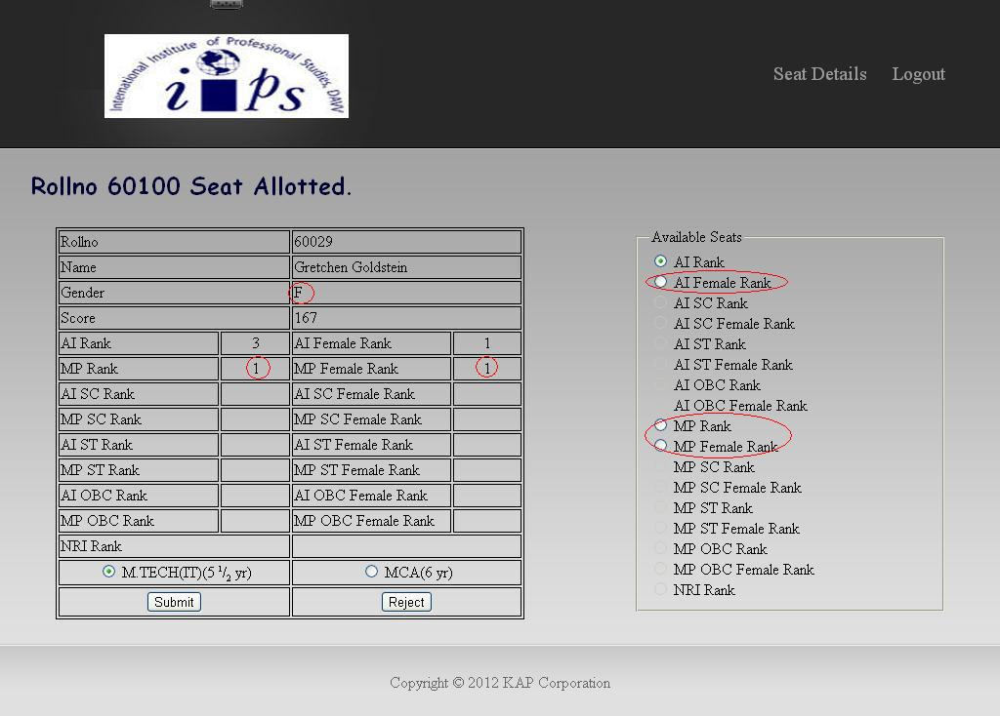 International Institute of Professional Studies, DAVV
i ps
Seat Details Logout
Rollno 60100 Seat Allotted.
Rollno 60029
Name Gretchen Goldstein
Gender F
Score 167
AI Rank 3 AI Female Rank 1
MP Rank 1 MP Female Rank 1
AI SC Rank AI SC Female Rank
MP SC Rank MP SC Female Rank
AI ST Rank AI ST Female Rank
MP ST Rank MP ST Female Rank
AI OBC Rank AI OBC Female Rank
MP OBC Rank MP OBC Female Rank
NRI Rank
M.TECH(IT)(5 1/2 yr) MCA(6 yr)
Submit Reject
Available Seats
AI Rank
AI Female Rank
AI SC Rank
AI SC Female Rank
AI ST Rank
AI ST Female Rank
AI OBC Rank
AI OBC Female Rank
MP Rank
MP Female Rank
MP SC Rank
MP SC Female Rank
MP ST Rank
MP ST Female Rank
MP OBC Rank
MP OBC Female Rank
NRI Rank
Copyright © 2012 KAP Corporation